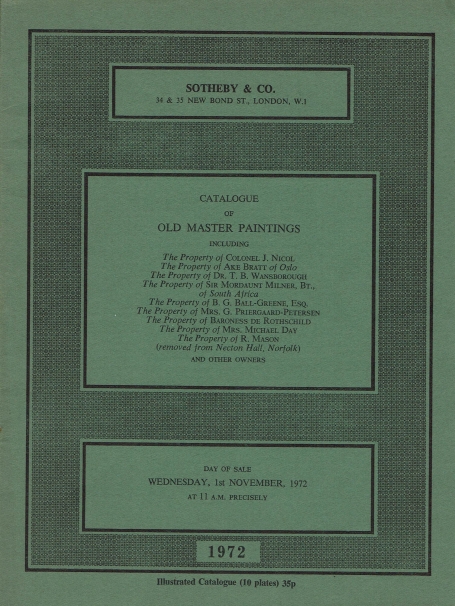 SOTHEBY & CO.
34 & 35 NEW BOND ST., LONDON, W.1
CATALOGUE
OF
OLD MASTER PAINTINGS
INCLUDING
The Property of COLONEL J. NICOL
The Property of AKE BRATT of Oslo
The Property of DR. T. B. WANSBOROUGH
The Property of SIR MORDAUNT MILNER, BT.,
of South Africa
The Property of B. G. BALL-GREENE, ESQ.
The Property of MRS. G. PRIERGAARD-PETERSEN
The Property of BARONESS DE ROTHSCHILD
The Property of MRS. MICHAEL DAY
The Property of R. MASON
(removed from Necton Hall, Norfolk)
AND OTHER OWNERS
DAY OF SALE
WEDNESDAY, 1st NOVEMBER, 1972
AT 11 A.M. PRECISELY
1972
Illustrated Catalogue (10 plates) 35p